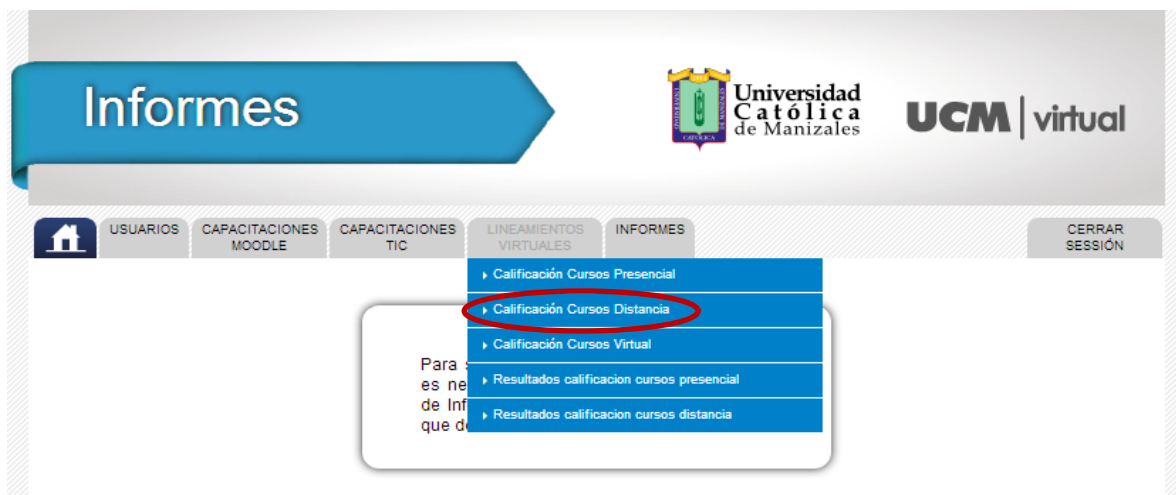 Informes
Universidad
Católica
de Manizales
UCM | virtual
USUARIOS
CAPACITACIONES
MOODLE
CAPACITACIONES
TIC
LINEAMIENTOS
VIRTUALES
INFORMES
CERRAR
SESSIÓN
Calificación Cursos Presencial
Calificación Cursos Distancia
Calificación Cursos Virtual
Resultados calificacion cursos presencial
Resultados calificacion cursos distancia
Para
es ne
de Inf
que d